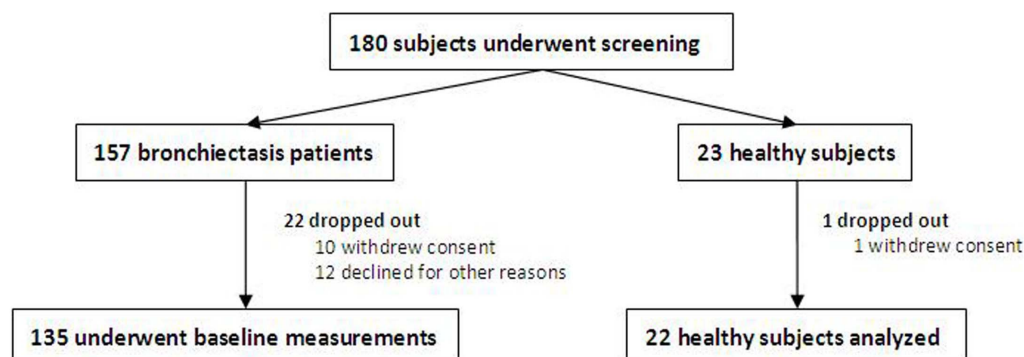 180 subjects underwent screening
157 bronchiectasis patients
23 healthy subjects
22 dropped out
10 withdrew consent
12 declined for other reasons
1 dropped out
1 withdrew consent
135 underwent baseline measurements
22 healthy subjects analyzed